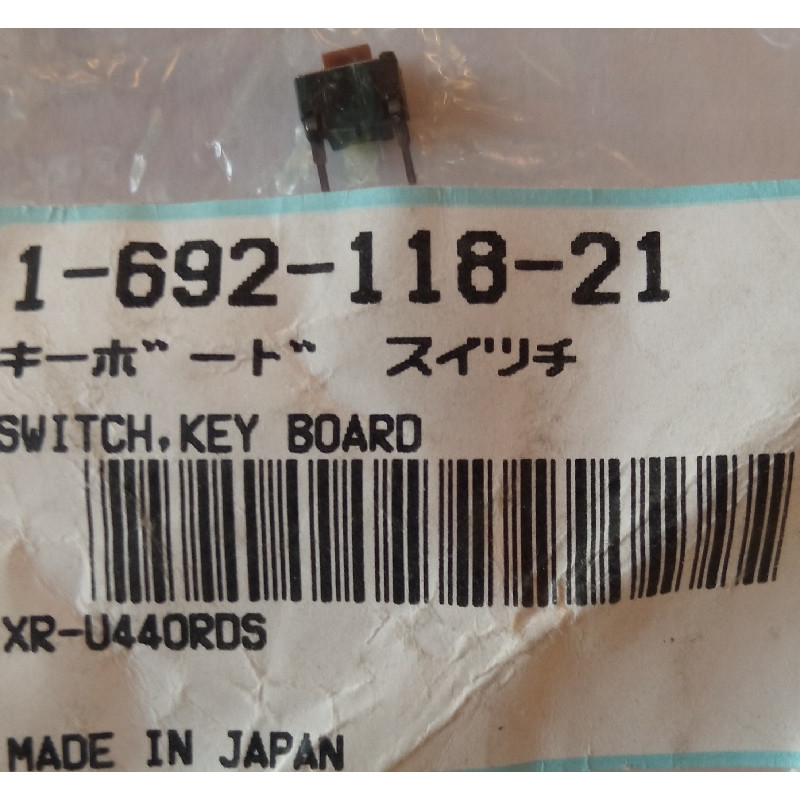 1-692-118-21
キーボード スイツチ
SWITCH,KEY BOARD
XR-U440RDS
MADE IN JAPAN